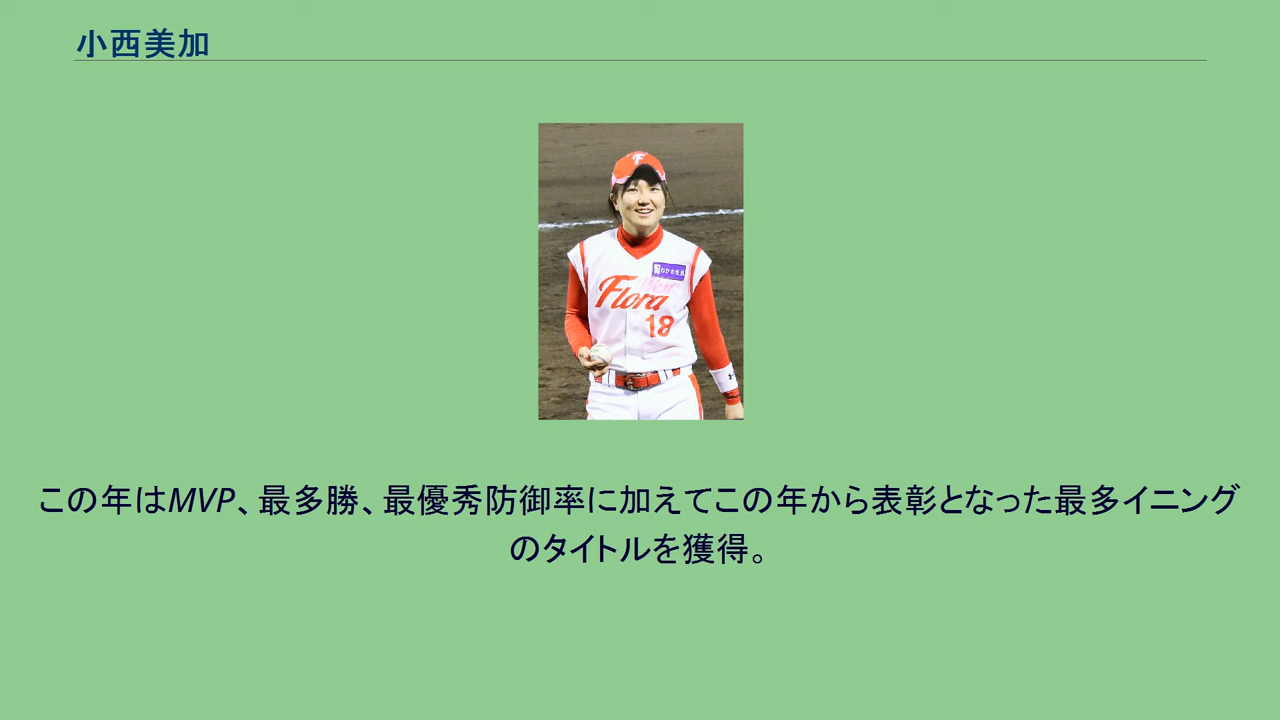 小西美加
F
Flora
18
この年はMVP、最多勝、最優秀防御率に加えてこの年から表彰となった最多イニング
のタイトルを獲得。